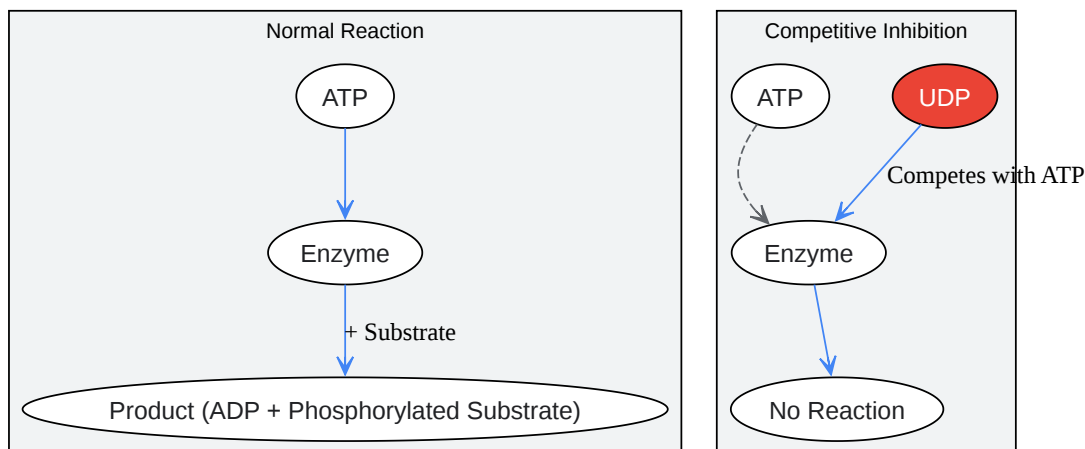 Normal Reaction
ATP
Enzyme
+ Substrate
Product (ADP + Phosphorylated Substrate)
Competitive Inhibition
ATP
UDP
Competes with ATP
Enzyme
No Reaction